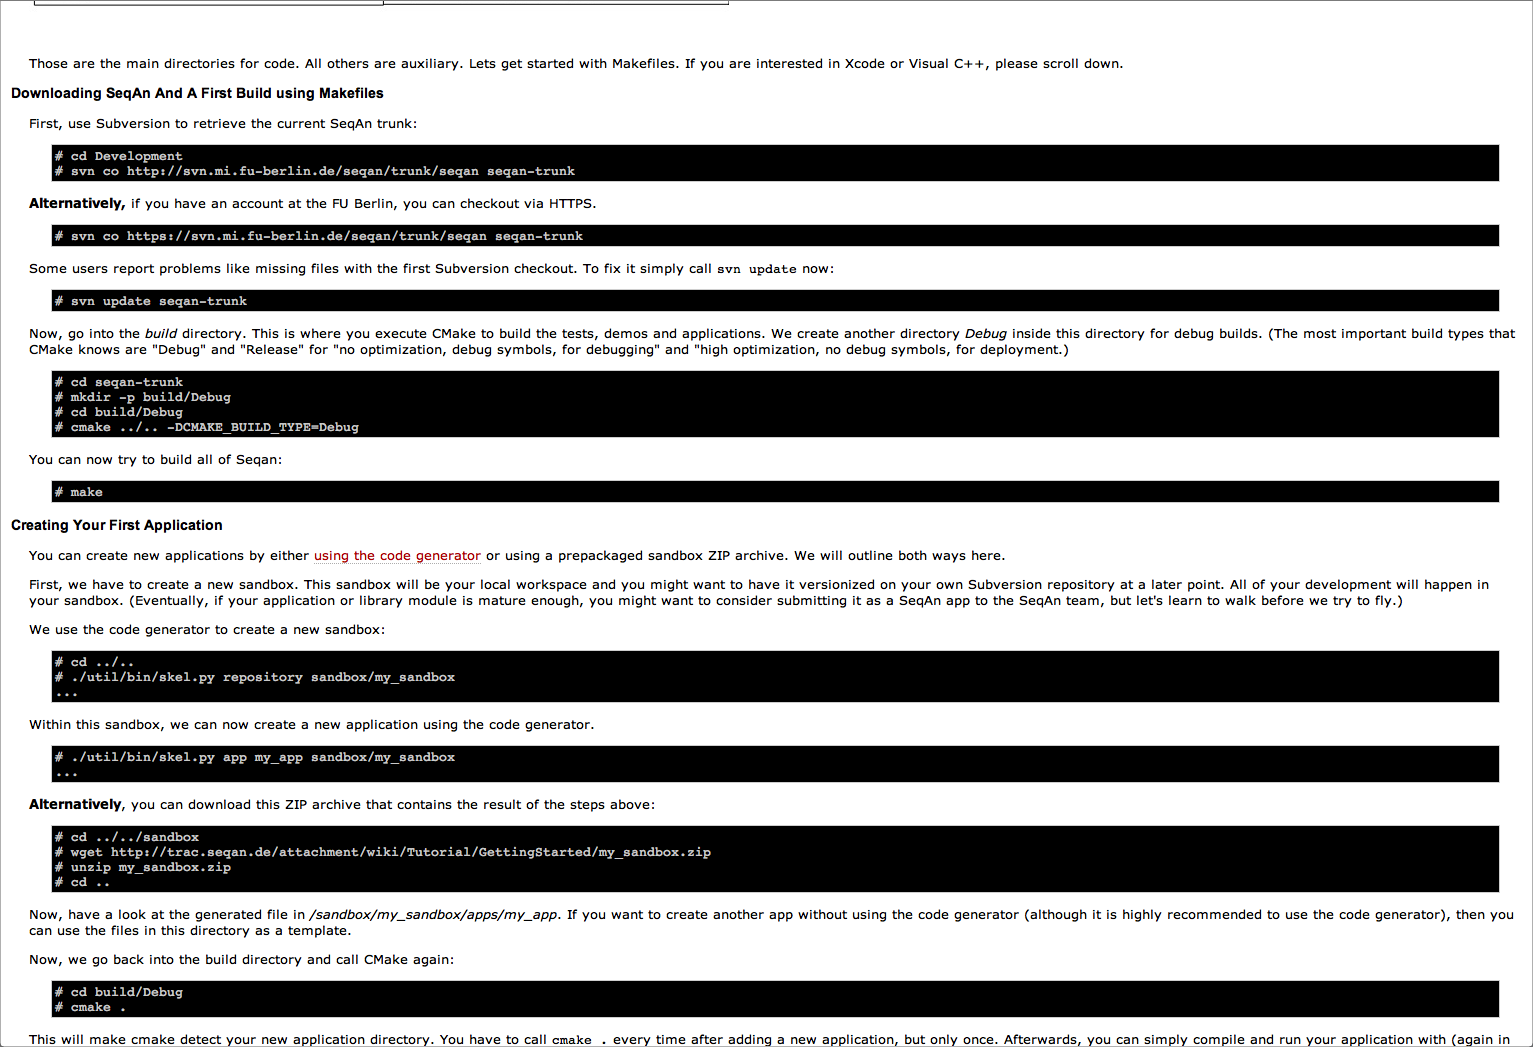 Those are the main directories for code. All others are auxiliary. Lets get started with Makefiles. If you are interested in Xcode or Visual C++, please scroll down.
Downloading SeqAn And A First Build using Makefiles
First, use Subversion to retrieve the current SeqAn trunk:
# cd Development
# svn co http://svn.mi.fu-berlin.de/seqan/trunk/seqan seqan-trunk
Alternatively, if you have an account at the FU Berlin, you can checkout via HTTPS.
# svn co https://svn.mi.fu-berlin.de/seqan/trunk/seqan seqan-trunk
Some users report problems like missing files with the first Subversion checkout. To fix it simply call svn update now:
# svn update seqan-trunk
Now, go into the build directory. This is where you execute CMake to build the tests, demos and applications. We create another directory Debug inside this directory for debug builds. (The most important build types that
CMake knows are "Debug" and "Release" for "no optimization, debug symbols, for debugging" and "high optimization, no debug symbols, for deployment.)
# cd seqan-trunk
# mkdir -p build/Debug
# cd build/Debug
# cmake ../.. -DCMAKE_BUILD_TYPE=Debug
You can now try to build all of Seqan:
# make
Creating Your First Application
You can create new applications by either using the code generator or using a prepackaged sandbox ZIP archive. We will outline both ways here.
First, we have to create a new sandbox. This sandbox will be your local workspace and you might want to have it versionized on your own Subversion repository at a later point. All of your development will happen in
your sandbox. (Eventually, if your application or library module is mature enough, you might want to consider submitting it as a SeqAn app to the SeqAn team, but let's learn to walk before we try to fly.)
We use the code generator to create a new sandbox:
# cd ../..
# ./util/bin/skel.py repository sandbox/my_sandbox
...
Within this sandbox, we can now create a new application using the code generator.
# ./util/bin/skel.py app my_app sandbox/my_sandbox
...
Alternatively, you can download this ZIP archive that contains the result of the steps above:
# cd ../../sandbox
# wget http://trac.seqan.de/attachment/wiki/Tutorial/GettingStarted/my_sandbox.zip
# unzip my_sandbox.zip
# cd ..
Now, have a look at the generated file in /sandbox/my_sandbox/apps/my_app. If you want to create another app without using the code generator (although it is highly recommended to use the code generator), then you
can use the files in this directory as a template.
Now, we go back into the build directory and call CMake again:
# cd build/Debug
# cmake .
This will make cmake detect your new application directory. You have to call cmake . every time after adding a new application, but only once. Afterwards, you can simply compile and run your application with (again in